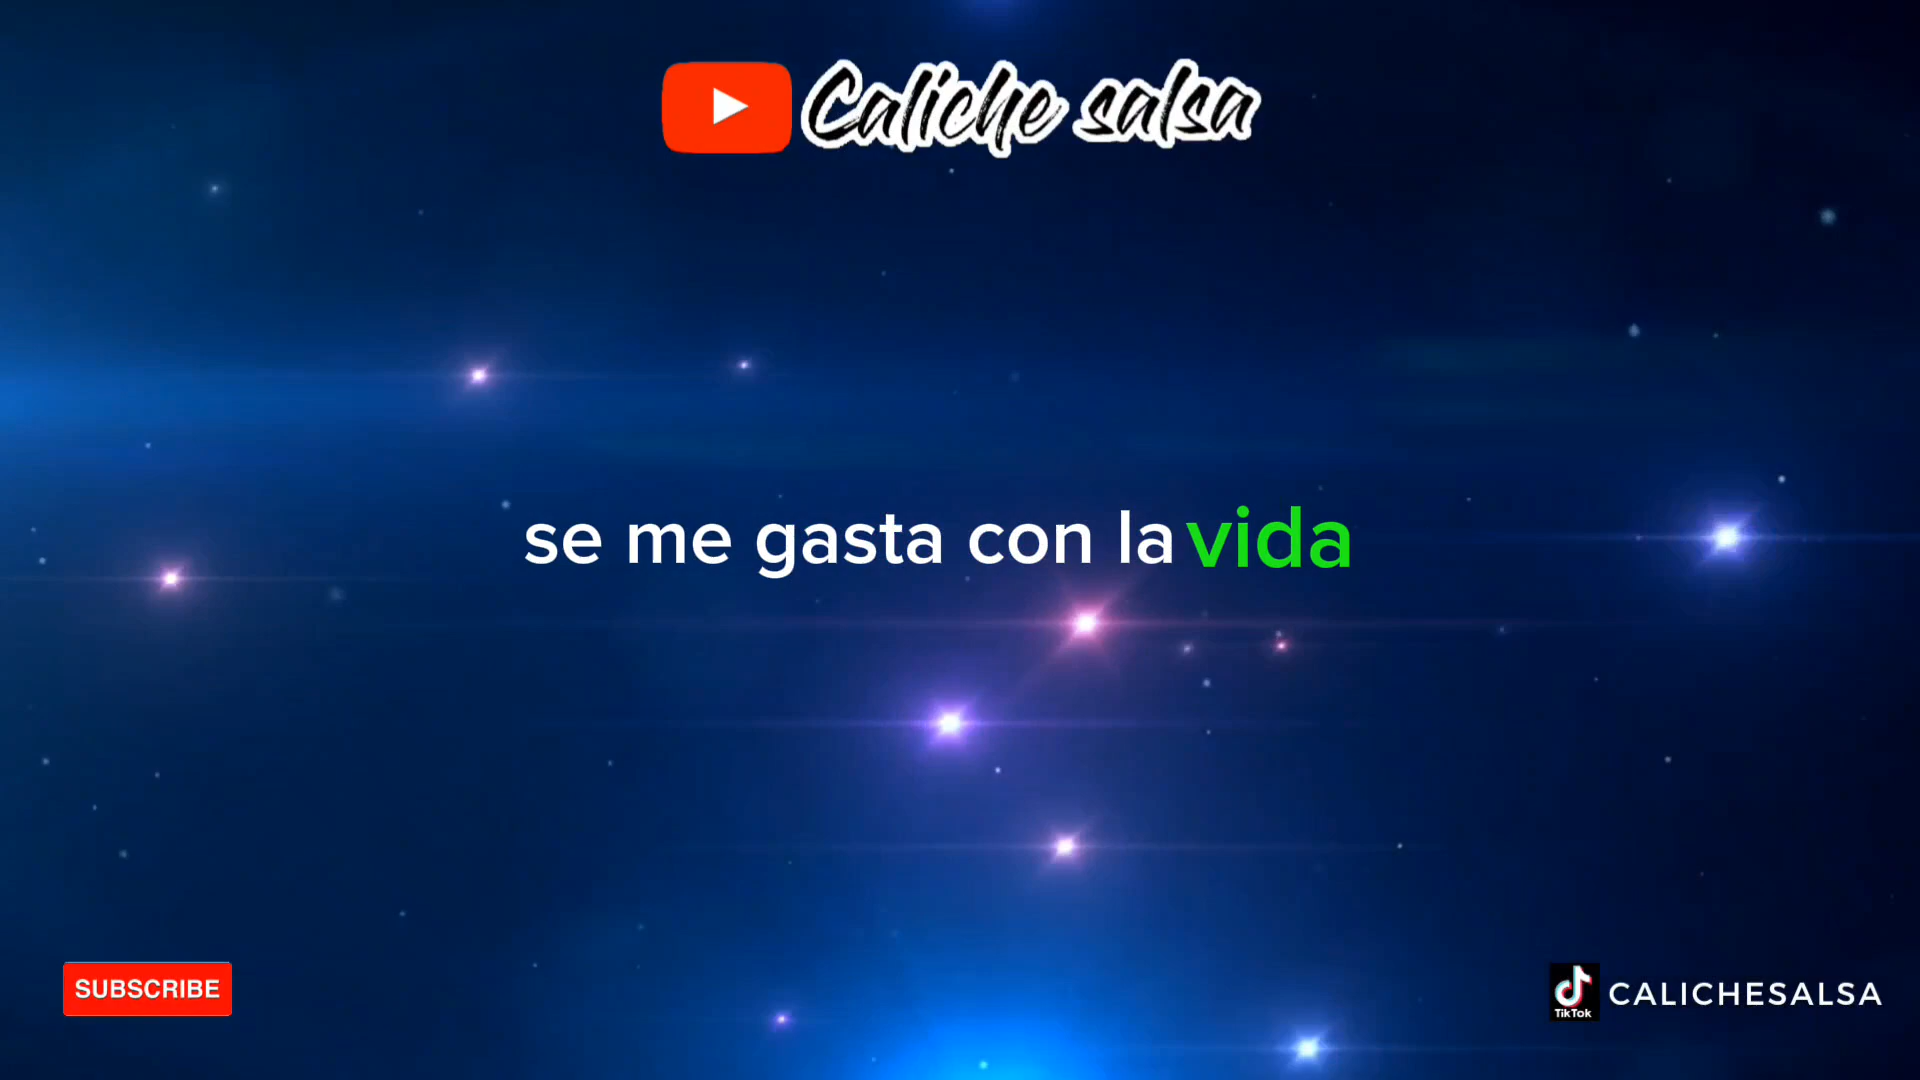 Caliche salsa
se me gasta con la vida
SUBSCRIBE
TikTok
CALICHESALSA